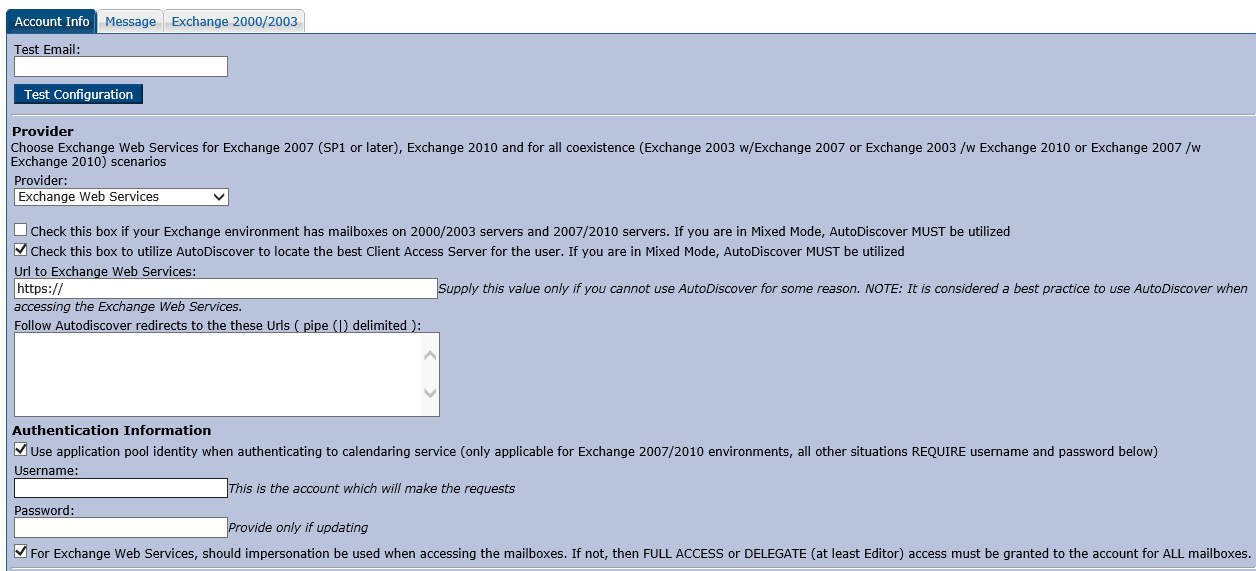 Account Info Message Exchange 2000/2003
Test Email:
Test Configuration
Provider
Choose Exchange Web Services for Exchange 2007 (SP1 or later), Exchange 2010 and for all coexistence (Exchange 2003 w/Exchange 2007 or Exchange 2003 /w Exchange 2010 or Exchange 2007 /w
Exchange 2010) scenarios
Provider:
Exchange Web Services
Check this box if your Exchange environment has mailboxes on 2000/2003 servers and 2007/2010 servers. If you are in Mixed Mode, AutoDiscover MUST be utilized
Check this box to utilize AutoDiscover to locate the best Client Access Server for the user. If you are in Mixed Mode, AutoDiscover MUST be utilized
Url to Exchange Web Services:
https:// Supply this value only if you cannot use AutoDiscover for some reason. NOTE: It is considered a best practice to use AutoDiscover when
accessing the Exchange Web Services.
Follow Autodiscover redirects to the these Urls ( pipe (|) delimited ):
Authentication Information
Use application pool identity when authenticating to calendaring service (only applicable for Exchange 2007/2010 environments, all other situations REQUIRE username and password below)
Username:
This is the account which will make the requests
Password:
Provide only if updating
For Exchange Web Services, should impersonation be used when accessing the mailboxes. If not, then FULL ACCESS or DELEGATE (at least Editor) access must be granted to the account for ALL mailboxes.